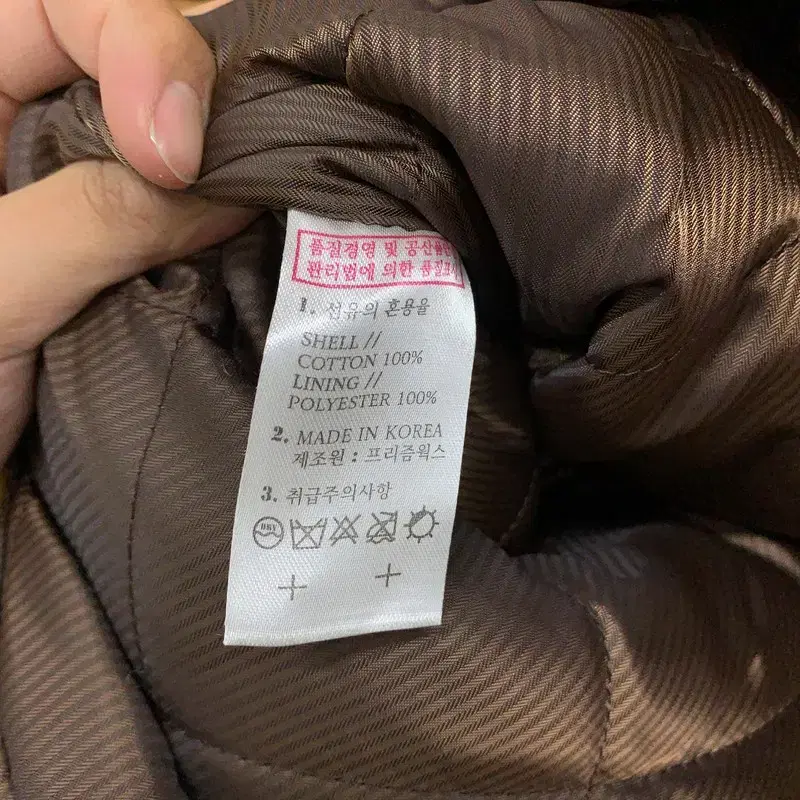 품질경영 및 공산품안
관리법에 의한 품질표
1. 섬유의 혼용율
SHELL //
COTTON 100%
LINING //
POLYESTER 100%
2. MADE IN KOREA
제조원 : 프리즘웍스
3. 취급주의사항
DRY